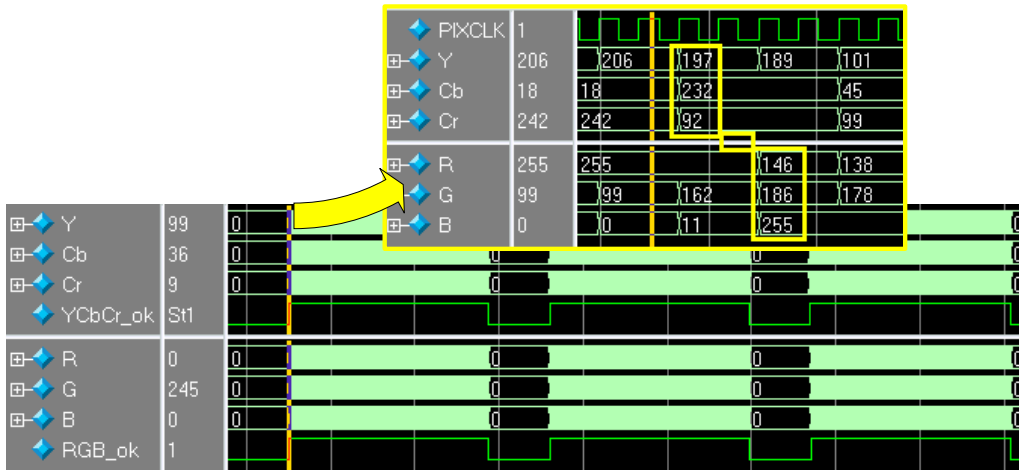 PIXCLK 1
Y 206 206 197 189 101
Cb 18 18 232 45
Cr 242 242 92 99
R 255 255 146 138
G 99 99 162 186 178
B 0 0 11 255
Y 99 0
Cb 36 0 0 0
Cr 9 0 0 0
YCbCr_ok St1
R 0 0 0 0
G 245 0 0 0
B 0 0 0 0
RGB_ok 1